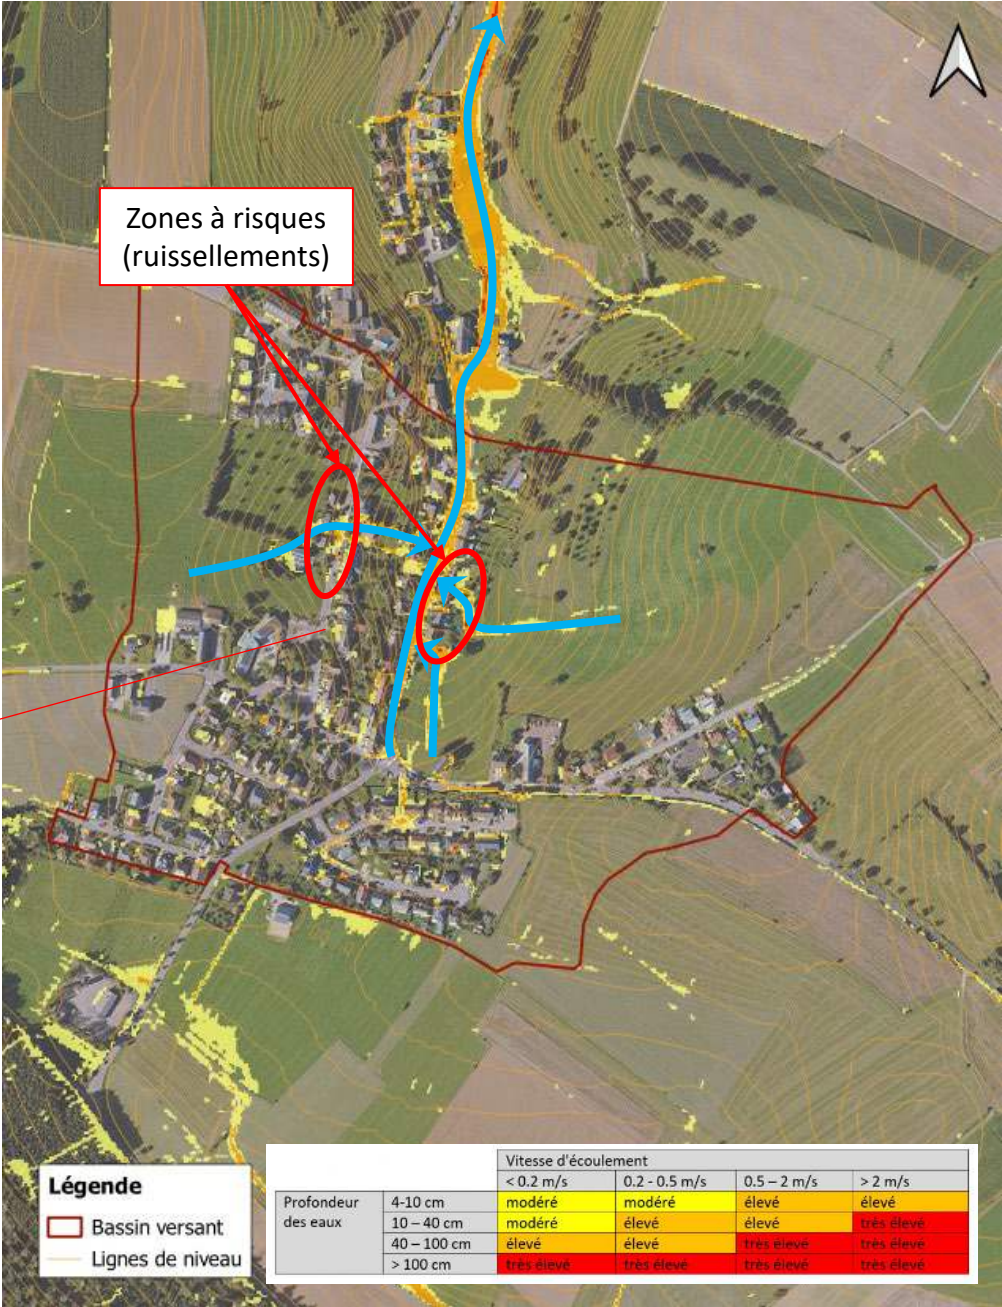 Zones à risques
(ruissellements)
Légende
Bassin versant
Lignes de niveau
Vitesse d'écoulement
< 0.2 m/s 0.2 - 0.5 m/s 0.5 – 2 m/s > 2 m/s
Profondeur des eaux
4-10 cm modéré modéré élevé élevé
10 – 40 cm modéré élevé élevé très élevé
40 – 100 cm élevé élevé très élevé très élevé
> 100 cm très élevé très élevé très élevé très élevé